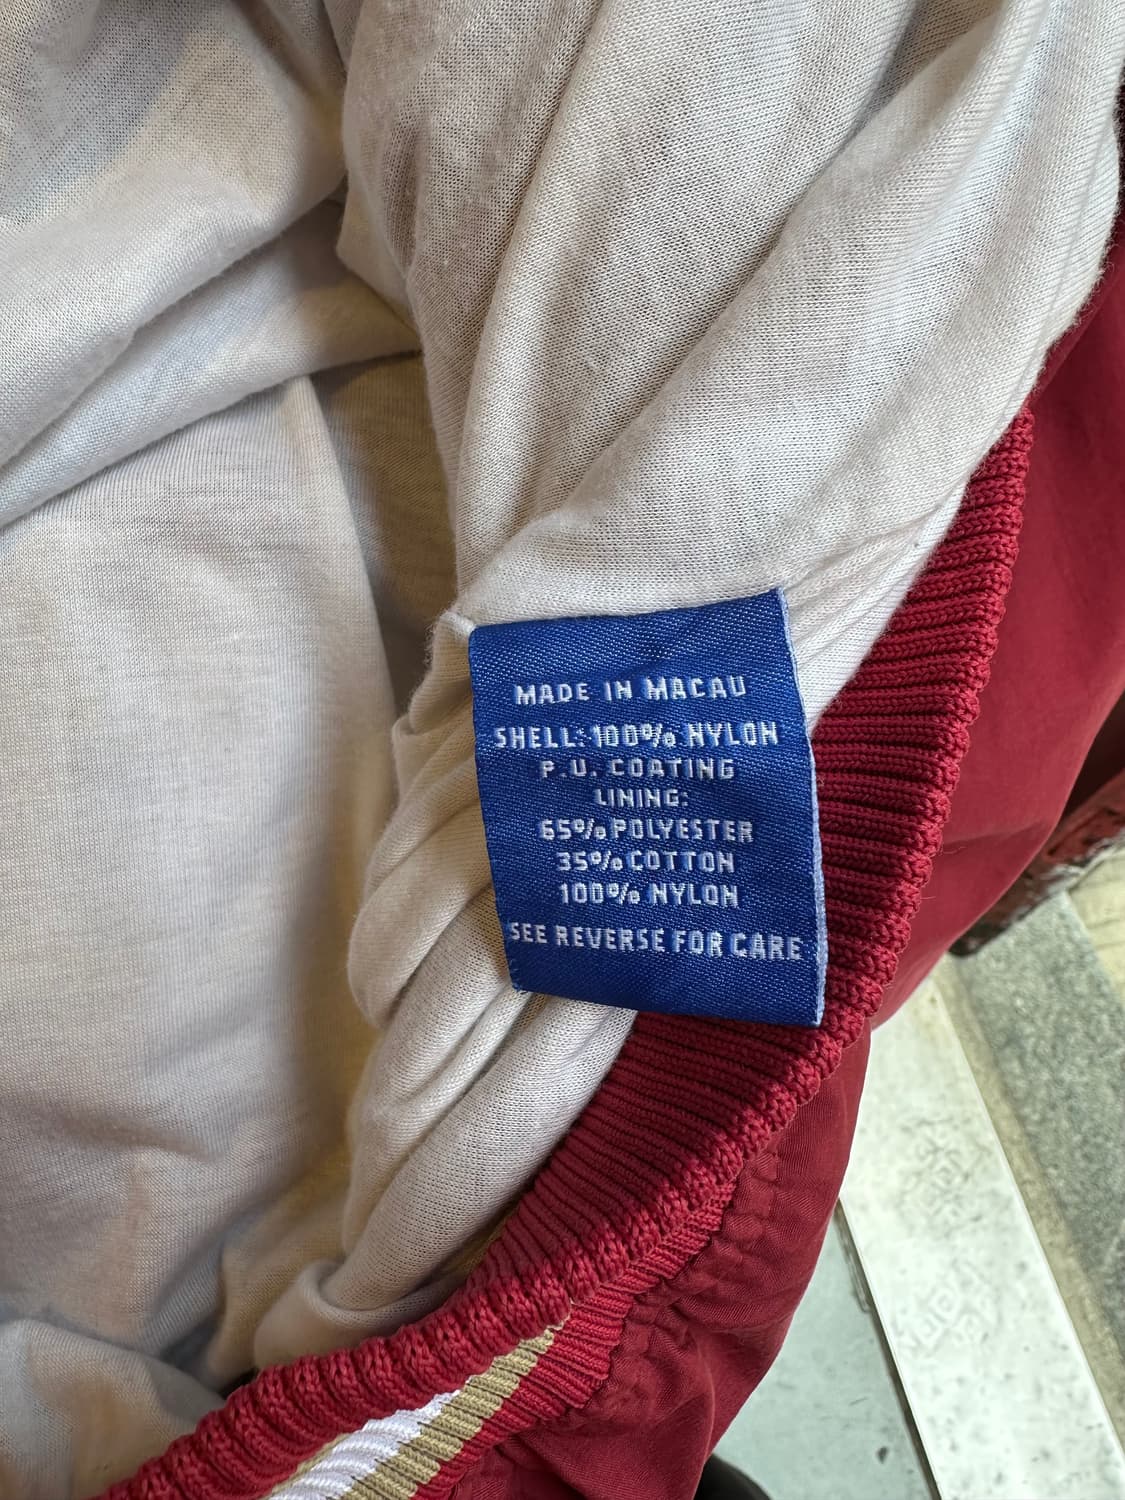 MADE IN MACAU
SHELL: 100% NYLON
P.U. COATING
LINING:
65% POLYESTER
35% COTTON
100% NYLON
SEE REVERSE FOR CARE